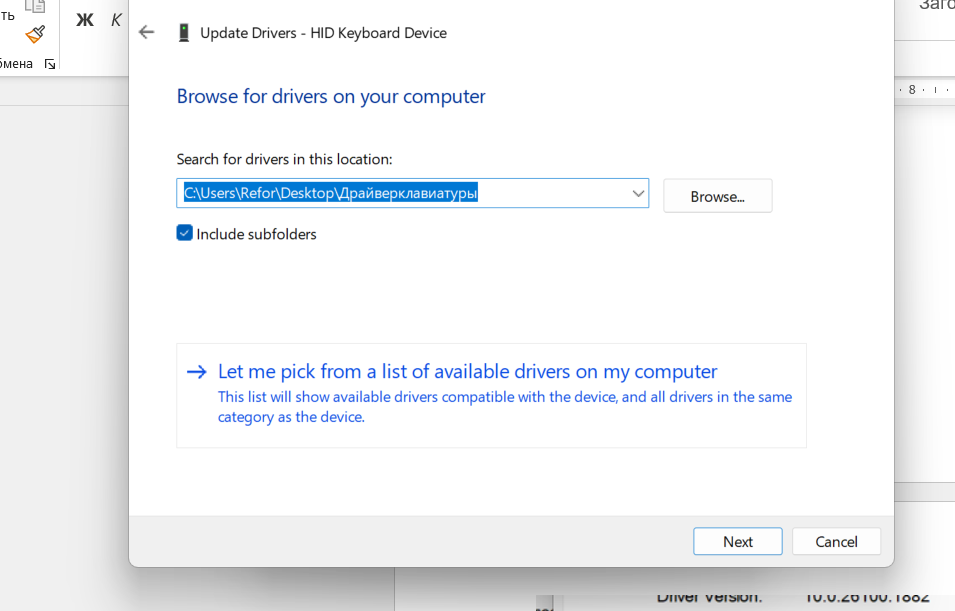 ть
Ж К
Заго
бмена
Update Drivers - HID Keyboard Device
8
Browse for drivers on your computer
Search for drivers in this location:
C:\Users\Refor\Desktop\Драйверклавиатуры
Browse...
Include subfolders
Let me pick from a list of available drivers on my computer
This list will show available drivers compatible with the device, and all drivers in the same
category as the device.
Next Cancel
Driver Version: 10.0.26100.1882